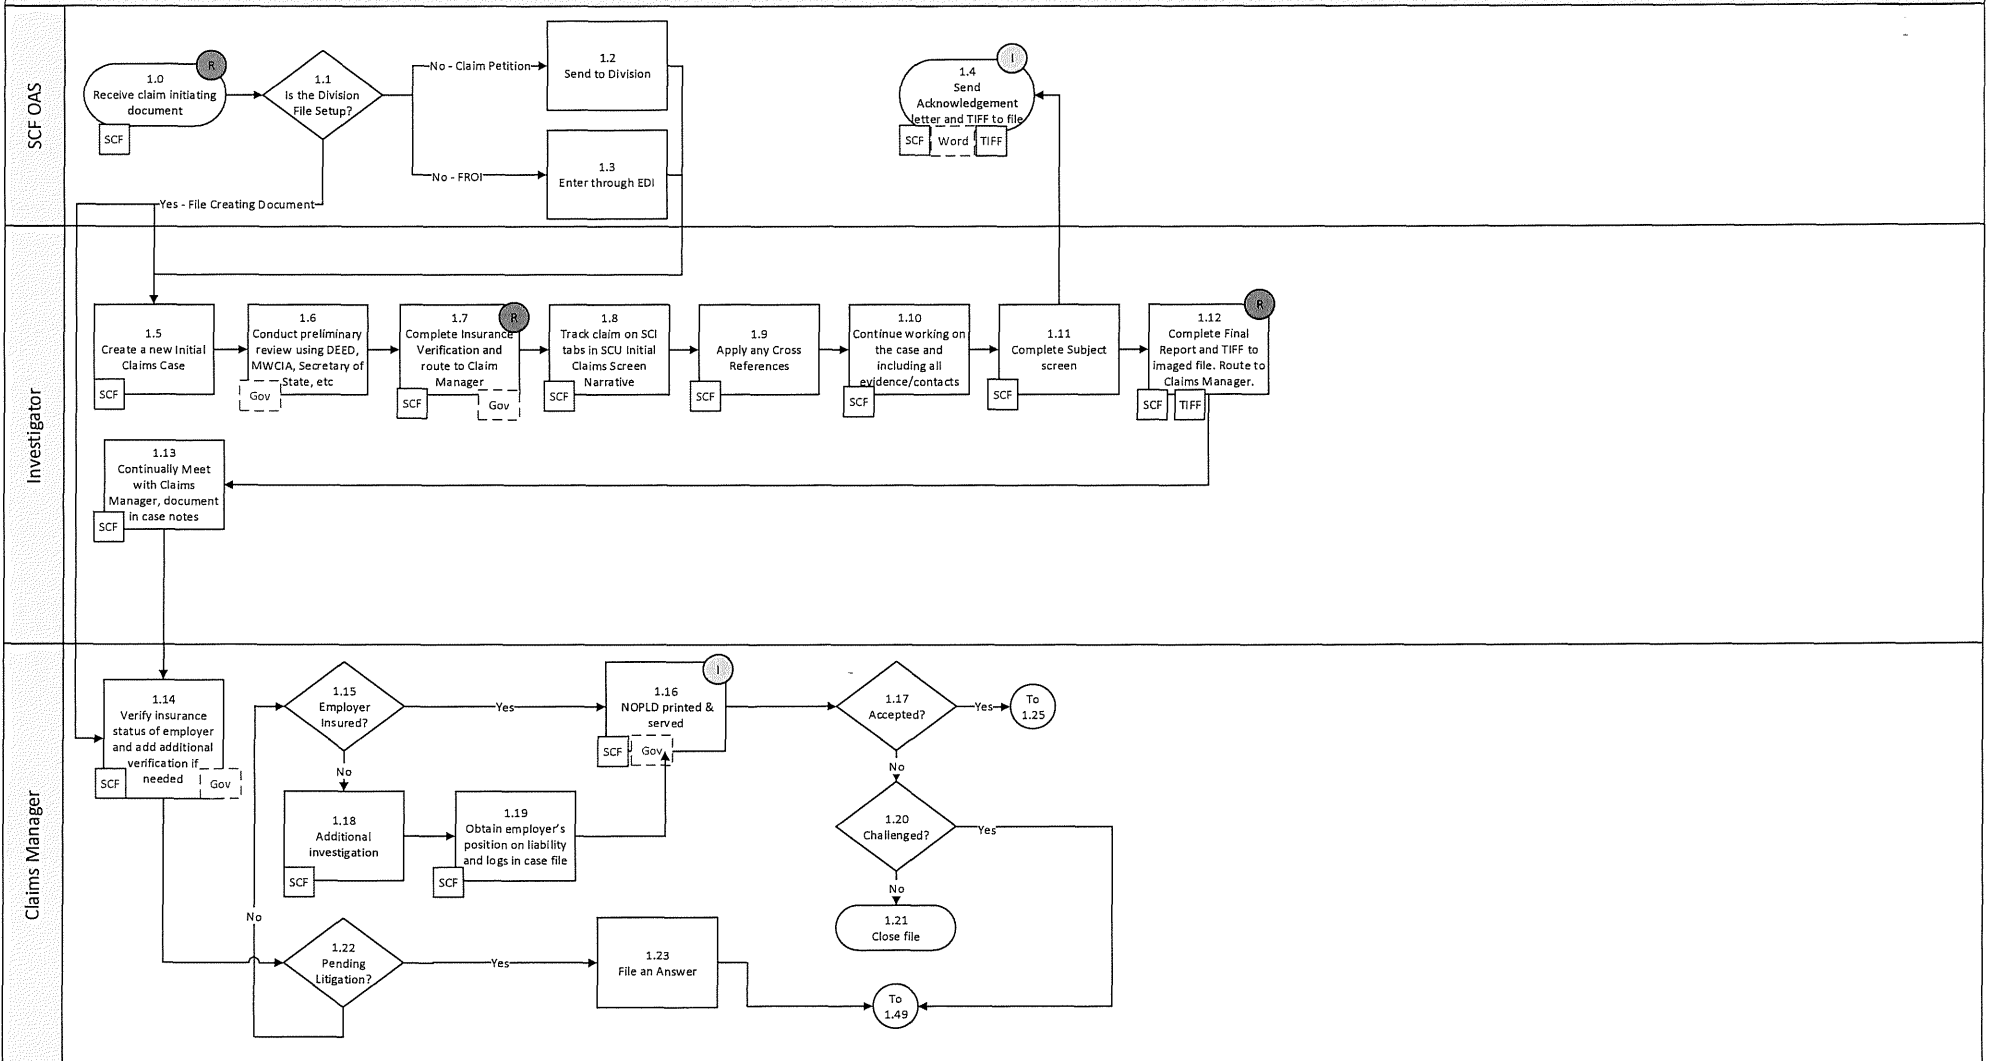 SCF OAS
R
1.0
Receive claim initiating
document
SCF
1.1
Is the Division
File Setup?
No - Claim Petition
1.2
Send to Division
No - FROI
1.3
Enter through EDI
Yes - File Creating Document
I
1.4
Send
Acknowledgement
letter and TIFF to file
SCF
Word
TIFF
Investigator
1.5
Create a new Initial
Claims Case
SCF
1.6
Conduct preliminary
review using DEED,
MWCIA, Secretary of
State, etc
Gov
R
1.7
Complete Insurance
Verification and
route to Claim
Manager
SCF
Gov
1.8
Track claim on SCI
tabs in SCU Initial
Claims Screen
Narrative
SCF
1.9
Apply any Cross
References
SCF
1.10
Continue working on
the case and
including all
evidence/contacts
SCF
1.11
Complete Subject
screen
SCF
R
1.12
Complete Final
Report and TIFF to
imaged file. Route to
Claims Manager.
SCF
TIFF
1.13
Continually Meet
with Claims
Manager, document
in case notes
SCF
Claims Manager
1.14
Verify insurance
status of employer
and add additional
verification if
needed
SCF
Gov
1.15
Employer
Insured?
Yes
No
I
1.16
NOPLD printed &
served
SCF
Gov
1.17
Accepted?
Yes
To
1.25
No
1.18
Additional
investigation
SCF
1.19
Obtain employer's
position on liability
and logs in case file
SCF
1.20
Challenged?
Yes
No
1.21
Close file
No
1.22
Pending
Litigation?
Yes
1.23
File an Answer
To
1.49